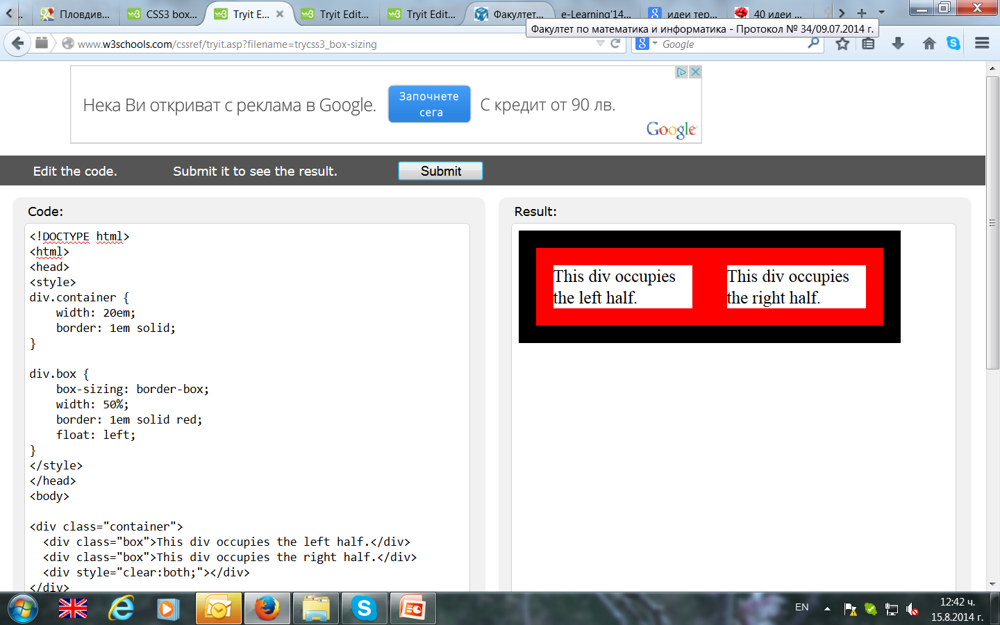 Пловдив...
CSS3 box...
Tryit E...
Tryit Edit...
Tryit Edit...
Факултет...
e-Learning'14...
идеи тер...
40 идеи ...
Факултет по математика и информатика - Протокол № 34/09.07.2014 г.
www.w3schools.com/cssref/tryit.asp?filename=trycss3_box-sizing
Google
Нека Ви откриват с реклама в Google.
Започнете
сега
С кредит от 90 лв.
Google
Edit the code.
Submit it to see the result.
Submit
Code:
<!DOCTYPE html>
<html>
<head>
<style>
div.container {
    width: 20em;
    border: 1em solid;
}
div.box {
    box-sizing: border-box;
    width: 50%;
    border: 1em solid red;
    float: left;
}
</style>
</head>
<body>
<div class="container">
  <div class="box">This div occupies the left half.</div>
  <div class="box">This div occupies the right half.</div>
  <div style="clear:both;"></div>
</div>
Result:
This div occupies
the left half.
This div occupies
the right half.
EN
12:42 ч.
15.8.2014 г.